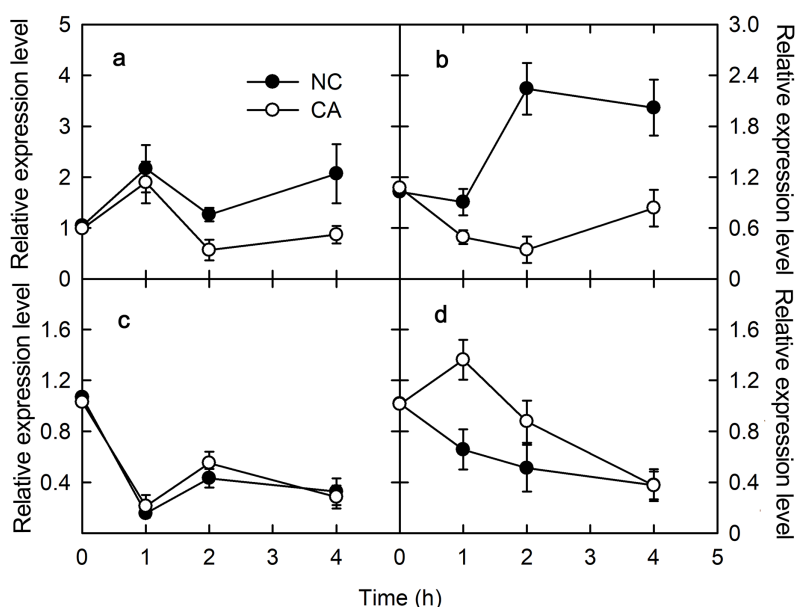 Relative expression level
5
4
3
2
1
0
a
NC
CA
b
3.0
2.4
1.8
1.2
0.6
0
Relative expression level
Relative expression level
1.6
1.2
0.8
0.4
c
d
1.6
1.2
0.8
0.4
0
Relative expression level
0 1 2 3 4 0 1 2 3 4 5
Time (h)